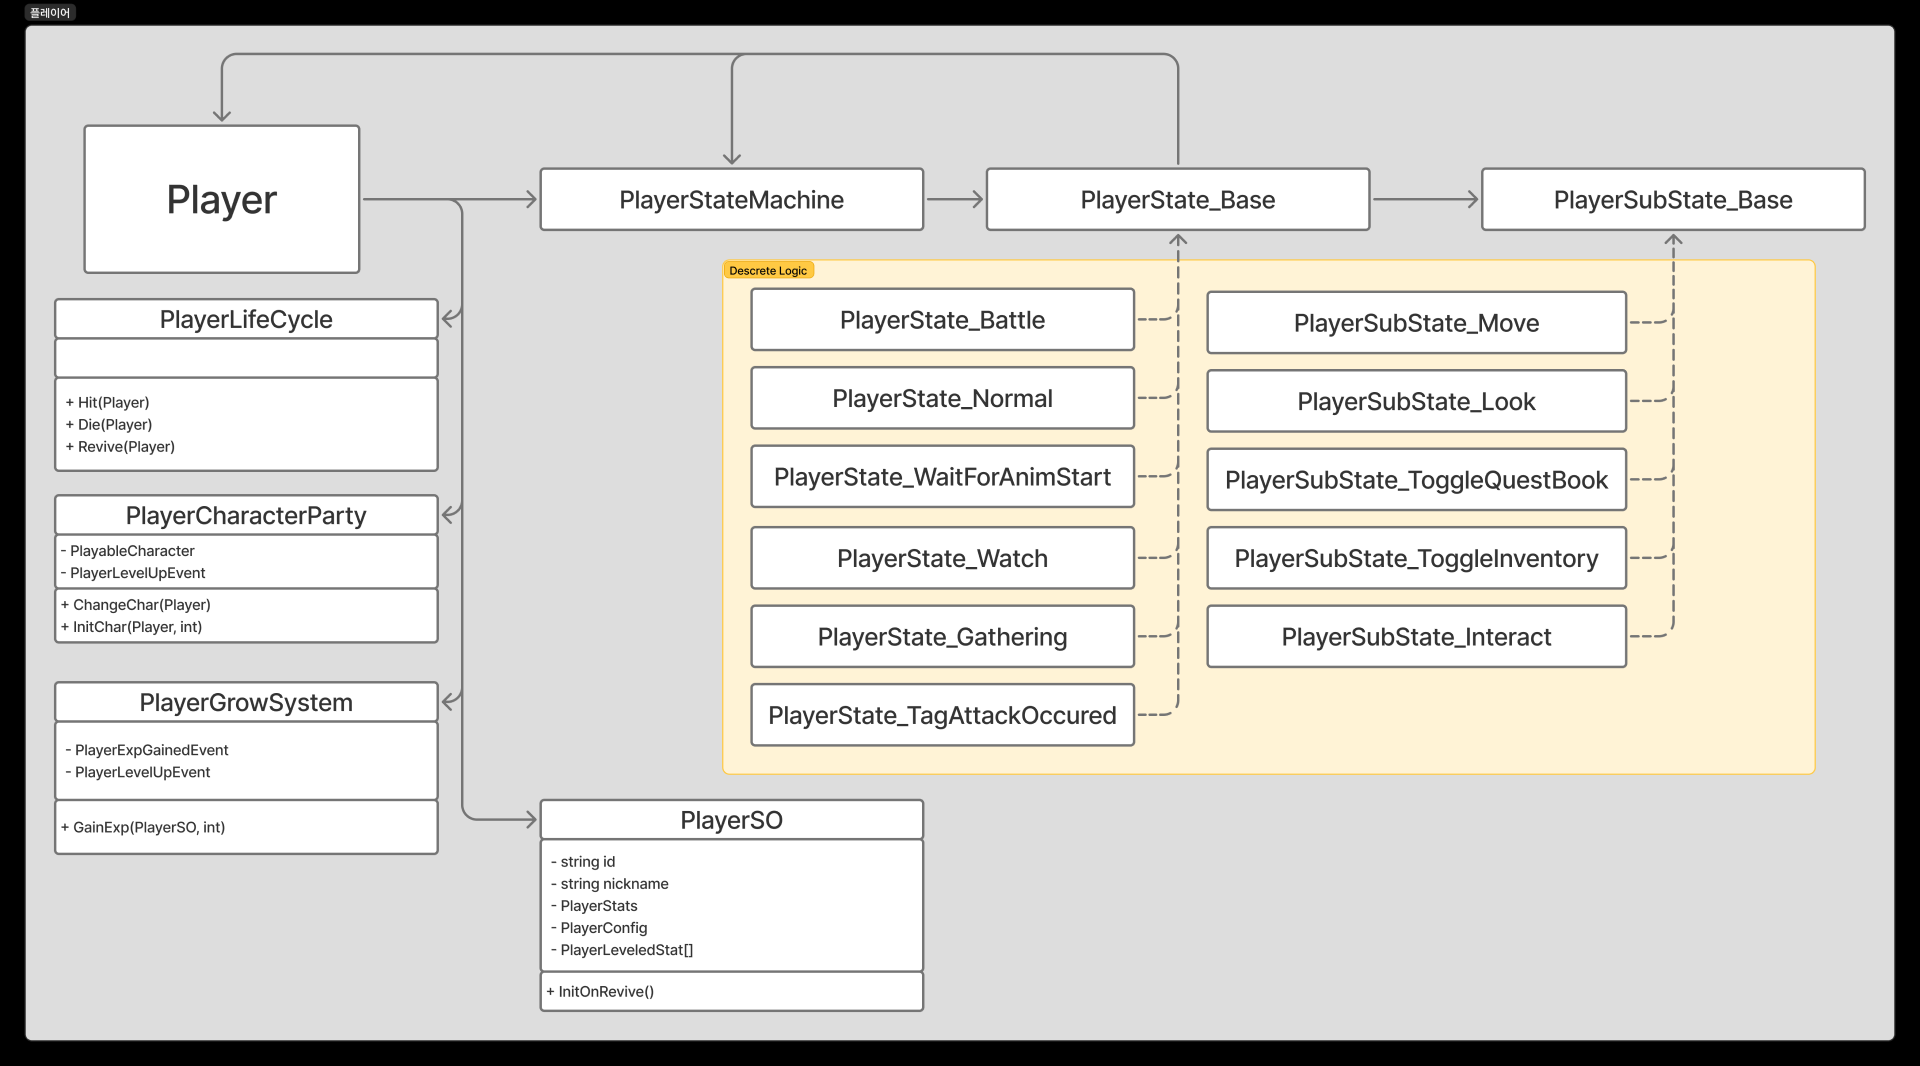 플레이어
Player
PlayerStateMachine
PlayerState_Base
PlayerSubState_Base
PlayerLifeCycle
+ Hit(Player)
+ Die(Player)
+ Revive(Player)
PlayerCharacterParty
- PlayableCharacter
- PlayerLevelUpEvent
+ ChangeChar(Player)
+ InitChar(Player, int)
PlayerGrowSystem
- PlayerExpGainedEvent
- PlayerLevelUpEvent
+ GainExp(PlayerSO, int)
Descrete Logic
PlayerState_Battle
PlayerState_Normal
PlayerState_WaitForAnimStart
PlayerState_Watch
PlayerState_Gathering
PlayerState_TagAttackOccured
PlayerSubState_Move
PlayerSubState_Look
PlayerSubState_ToggleQuestBook
PlayerSubState_ToggleInventory
PlayerSubState_Interact
PlayerSO
- string id
- string nickname
- PlayerStats
- PlayerConfig
- PlayerLeveledStat[]
+ InitOnRevive()